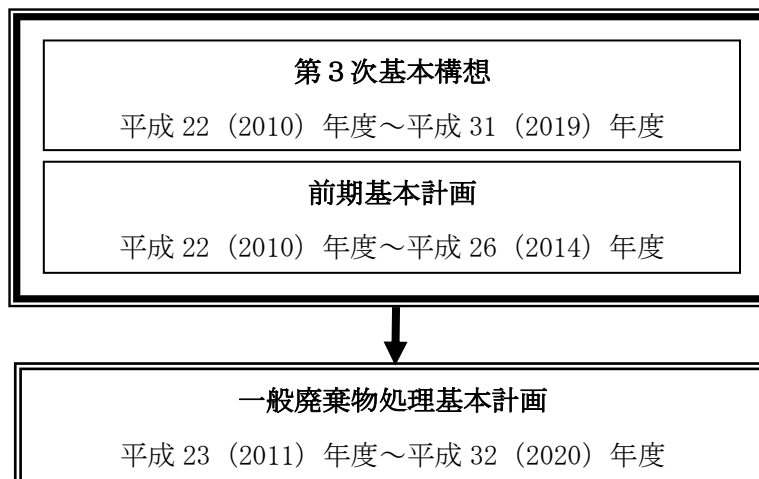 第３次基本構想
平成 22（2010）年度～平成 31（2019）年度
前期基本計画
平成 22（2010）年度～平成 26（2014）年度
一般廃棄物処理基本計画
平成 23（2011）年度～平成 32（2020）年度